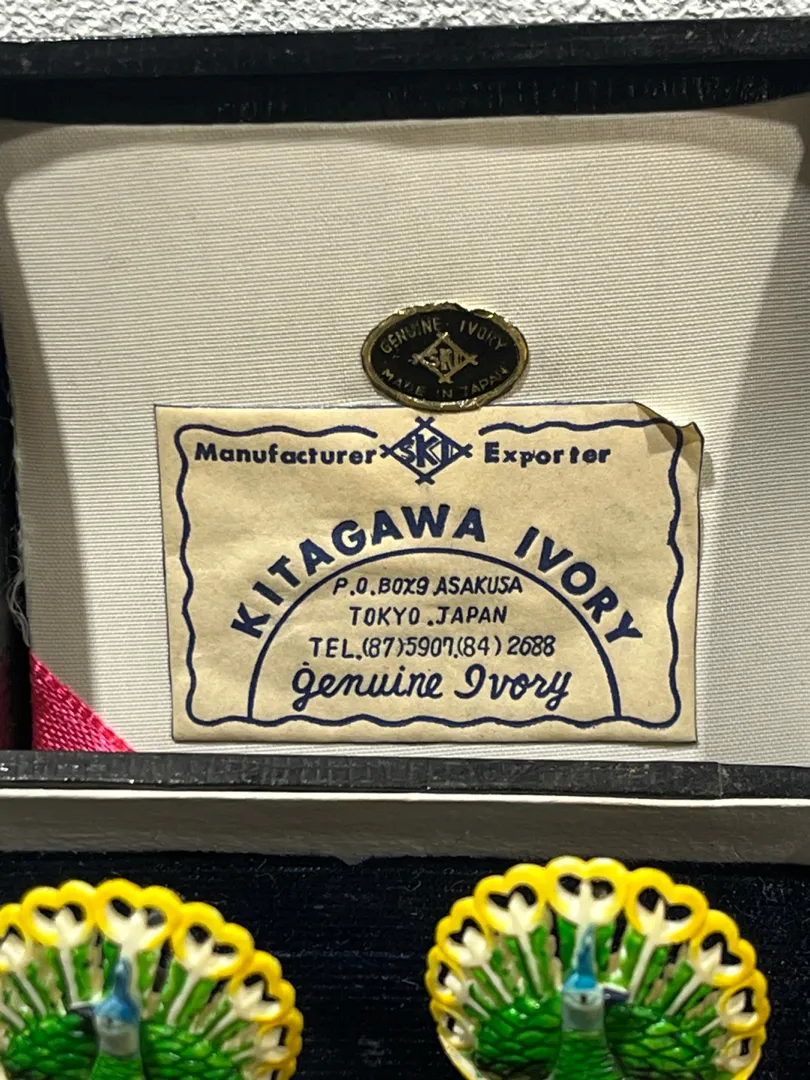 GENUINE IVORY
SKI
MADE IN JAPAN
Manufacturer SKI Exporter
KITAGAWA IVORY
P.O.BOX9 ASAKUSA
TOKYO.JAPAN
TEL.(87)5907.(84)2688
genuine Ivory